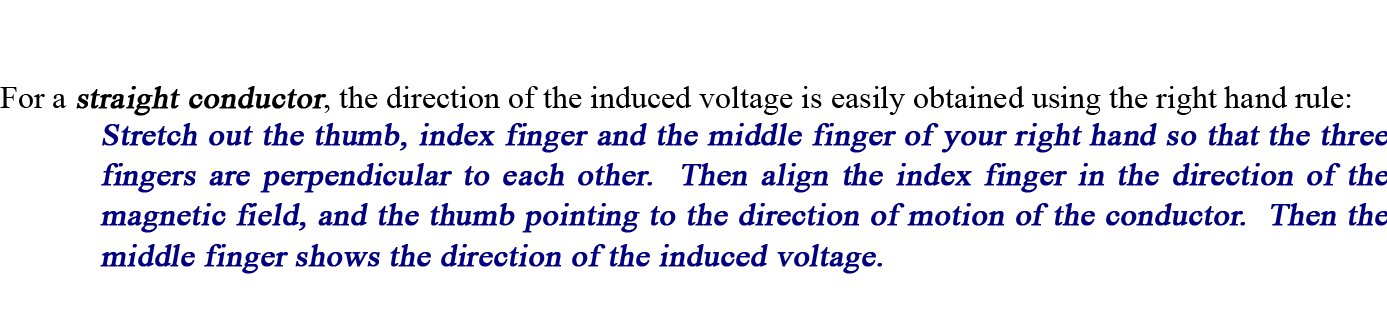 For a straight conductor, the direction of the induced voltage is easily obtained using the right hand rule:
Stretch out the thumb, index finger and the middle finger of your right hand so that the three
fingers are perpendicular to each other. Then align the index finger in the direction of the
magnetic field, and the thumb pointing to the direction of motion of the conductor. Then the
middle finger shows the direction of the induced voltage.